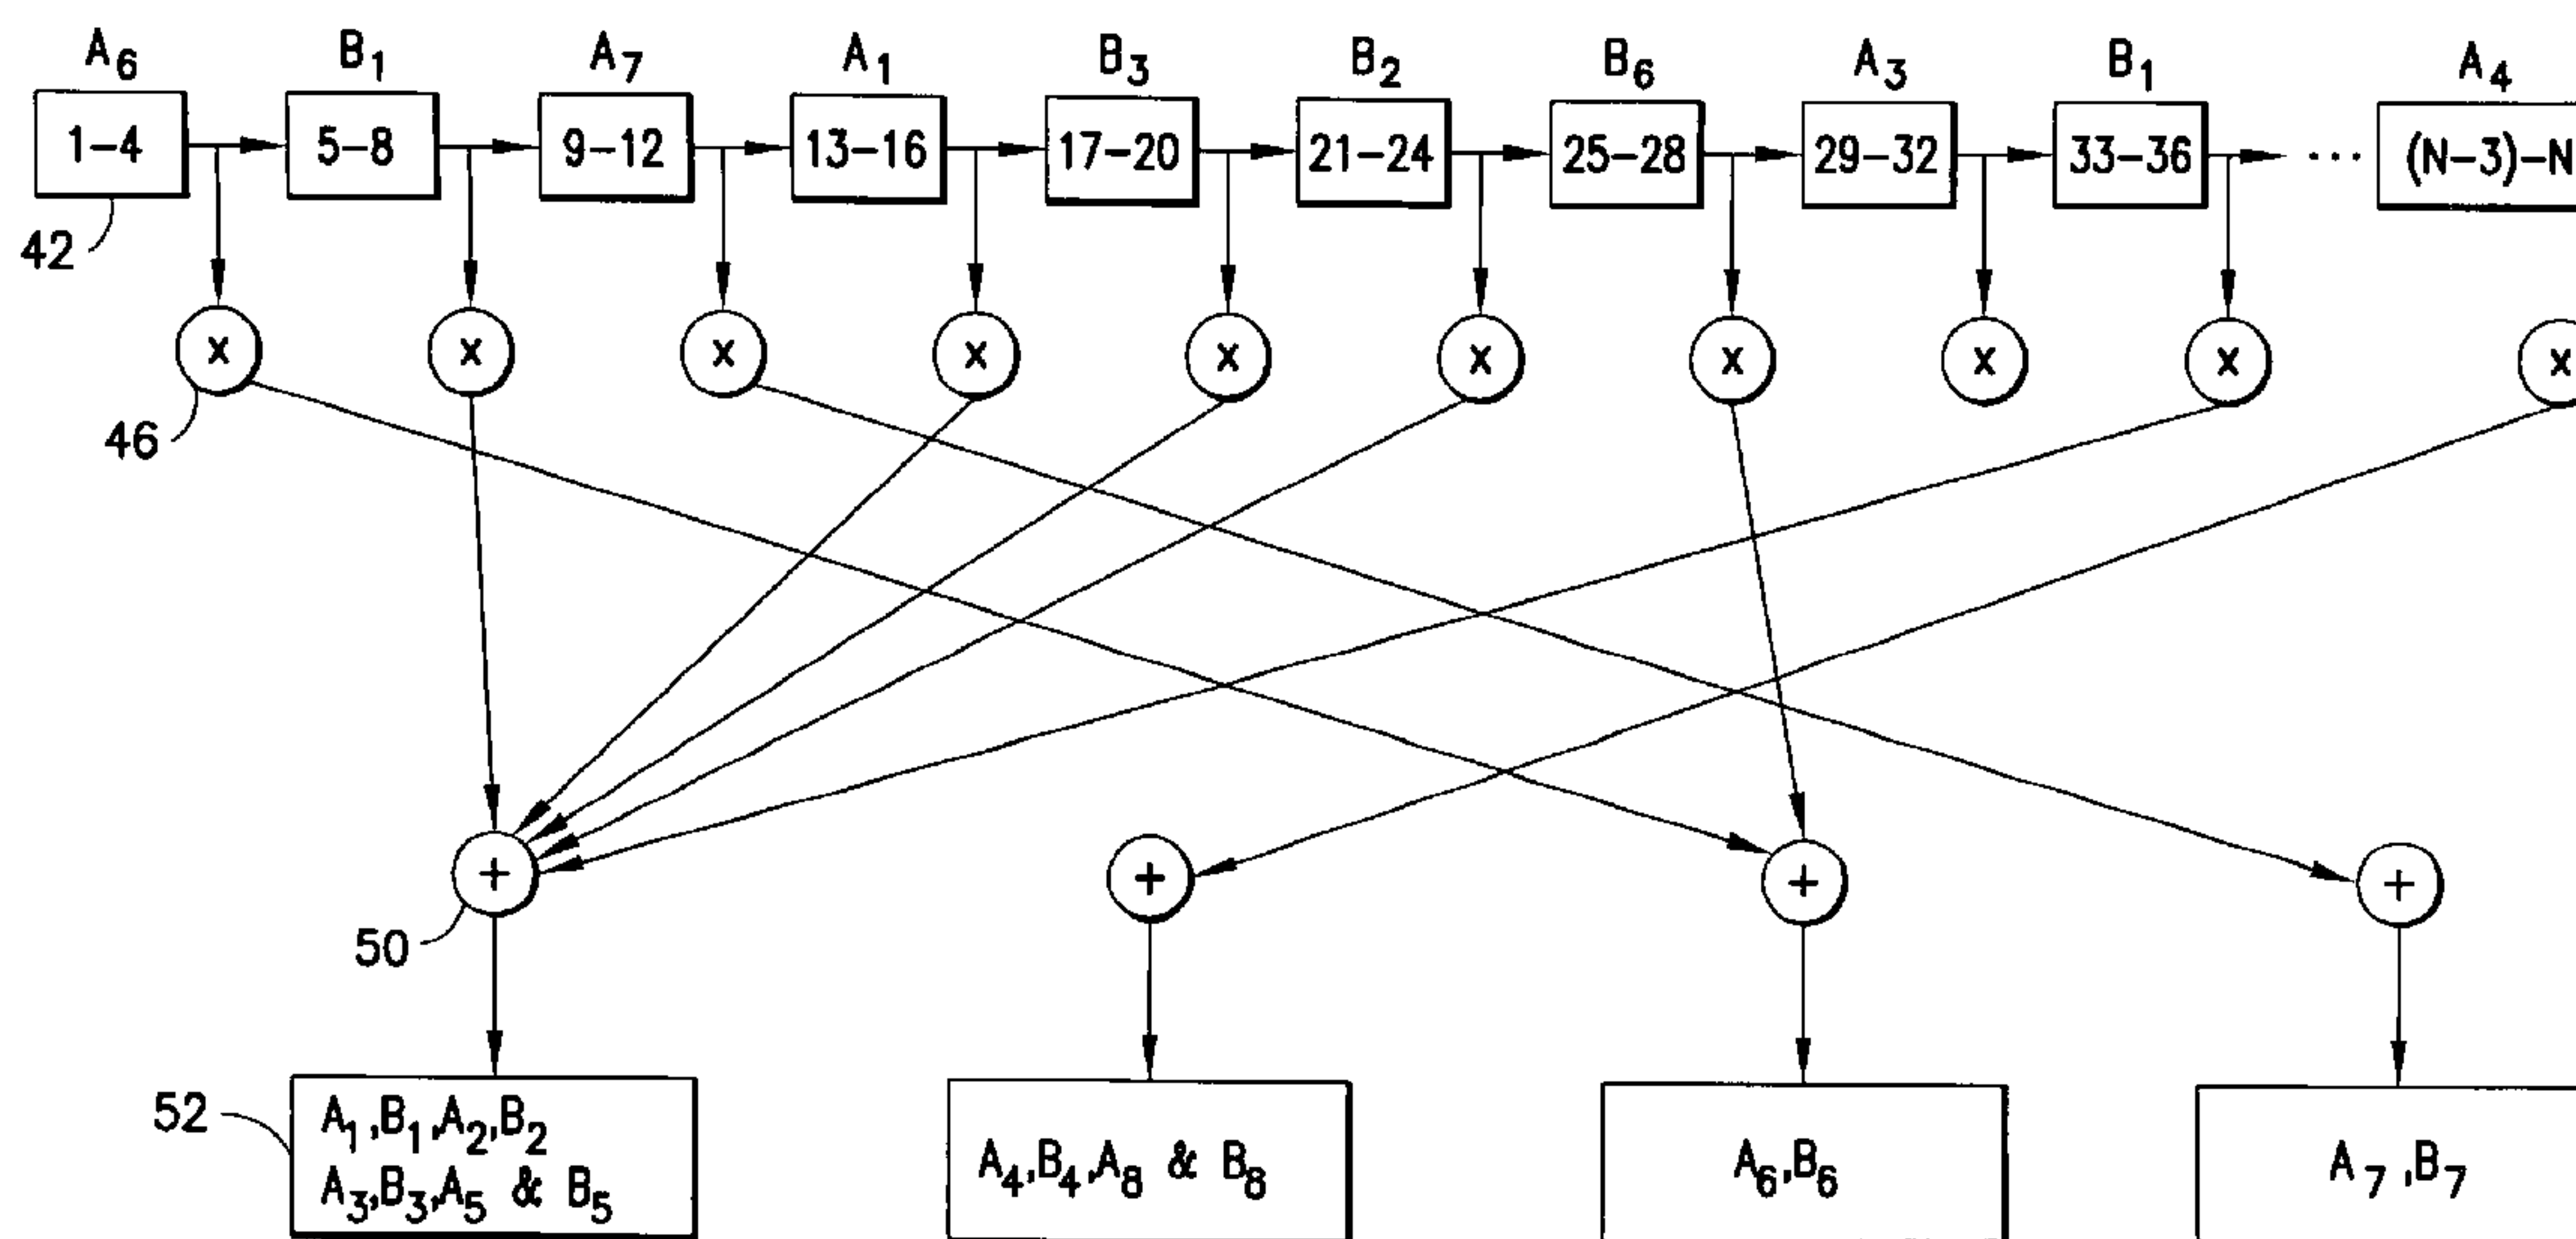 A6 B1 A7 A1 B3 B2 B6 A3 B1 A4
1-4 5-8 9-12 13-16 17-20 21-24 25-28 29-32 33-36 ... (N-3)-N
42
x x x x x x x x x x
46
+ + + +
50
52
A1,B1,A2,B2
A3,B3,A5 & B5
A4,B4,A8 & B8
A6,B6
A7,B7